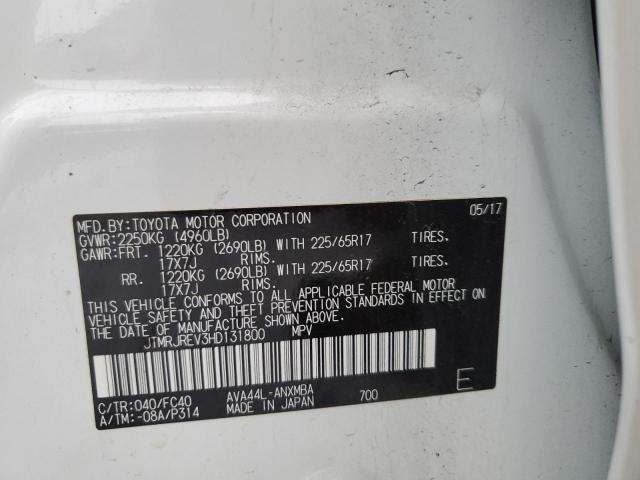 MFD.BY:TOYOTA MOTOR CORPORATION 05/17
GVWR:2250KG (4960LB)
GAWR:FRT. 1220KG (2690LB) WITH 225/65R17 TIRES.
17X7J RIMS.
RR. 1220KG (2690LB) WITH 225/65R17 TIRES.
17X7J RIMS.
THIS VEHICLE CONFORMS TO ALL APPLICABLE FEDERAL MOTOR
VEHICLE SAFETY AND THEFT PREVENTION STANDARDS IN EFFECT ON
THE DATE OF MANUFACTURE SHOWN ABOVE.
JTMRJREV3HD131800 MPV
C/TR:040/FC40 AVA44L-ANXMBA 700 E
A/TM:-08A/P314 MADE IN JAPAN